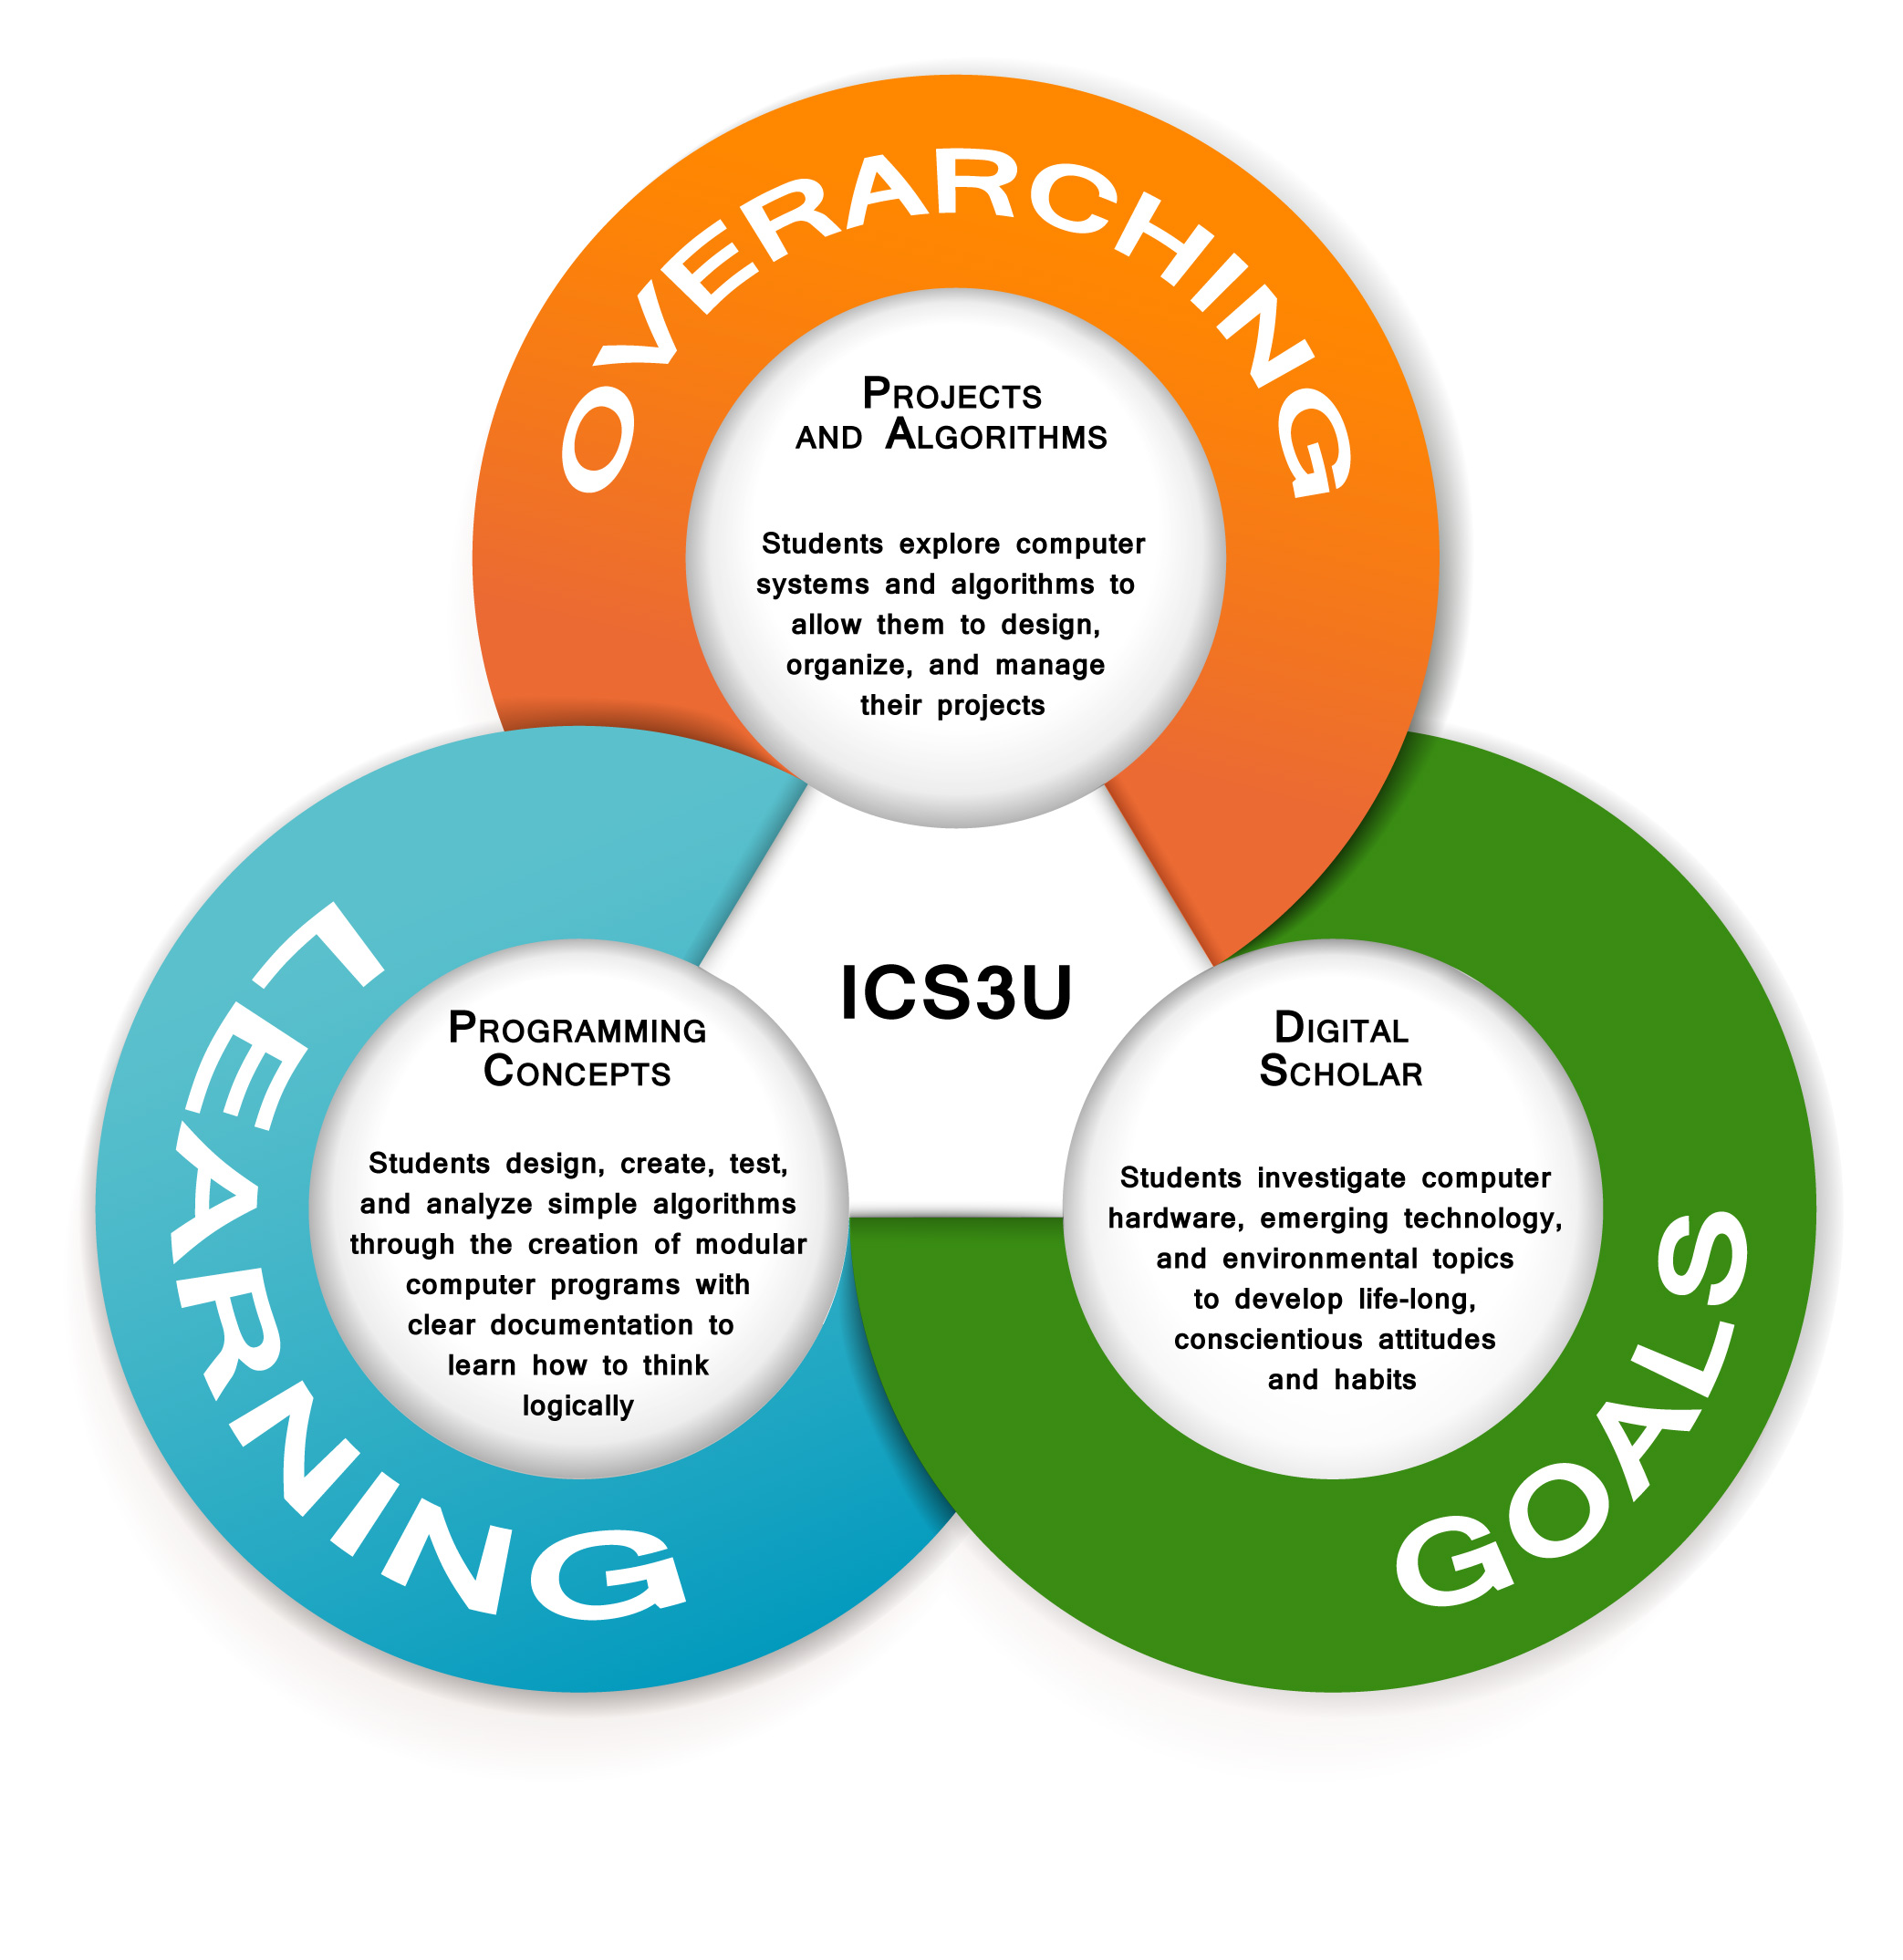 OVERARCHING
Projects
and Algorithms
Students explore computer
systems and algorithms to
allow them to design,
organize, and manage
their projects
ICS3U
LEARNING
Programming
Concepts
Students design, create, test,
and analyze simple algorithms
through the creation of modular
computer programs with
clear documentation to
learn how to think
logically
Digital
Scholar
Students investigate computer
hardware, emerging technology,
and environmental topics
to develop life-long,
conscientious attitudes
and habits
GOALS